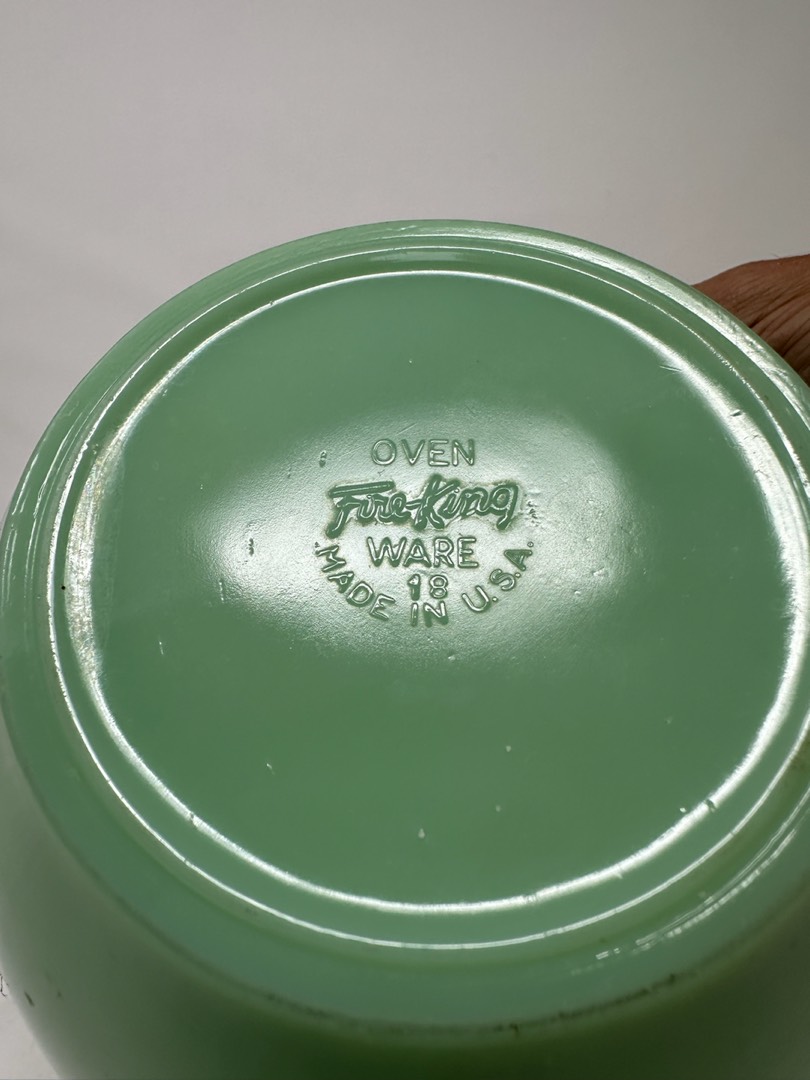 OVEN
Fire-King
WARE
18
MADE IN U.S.A.